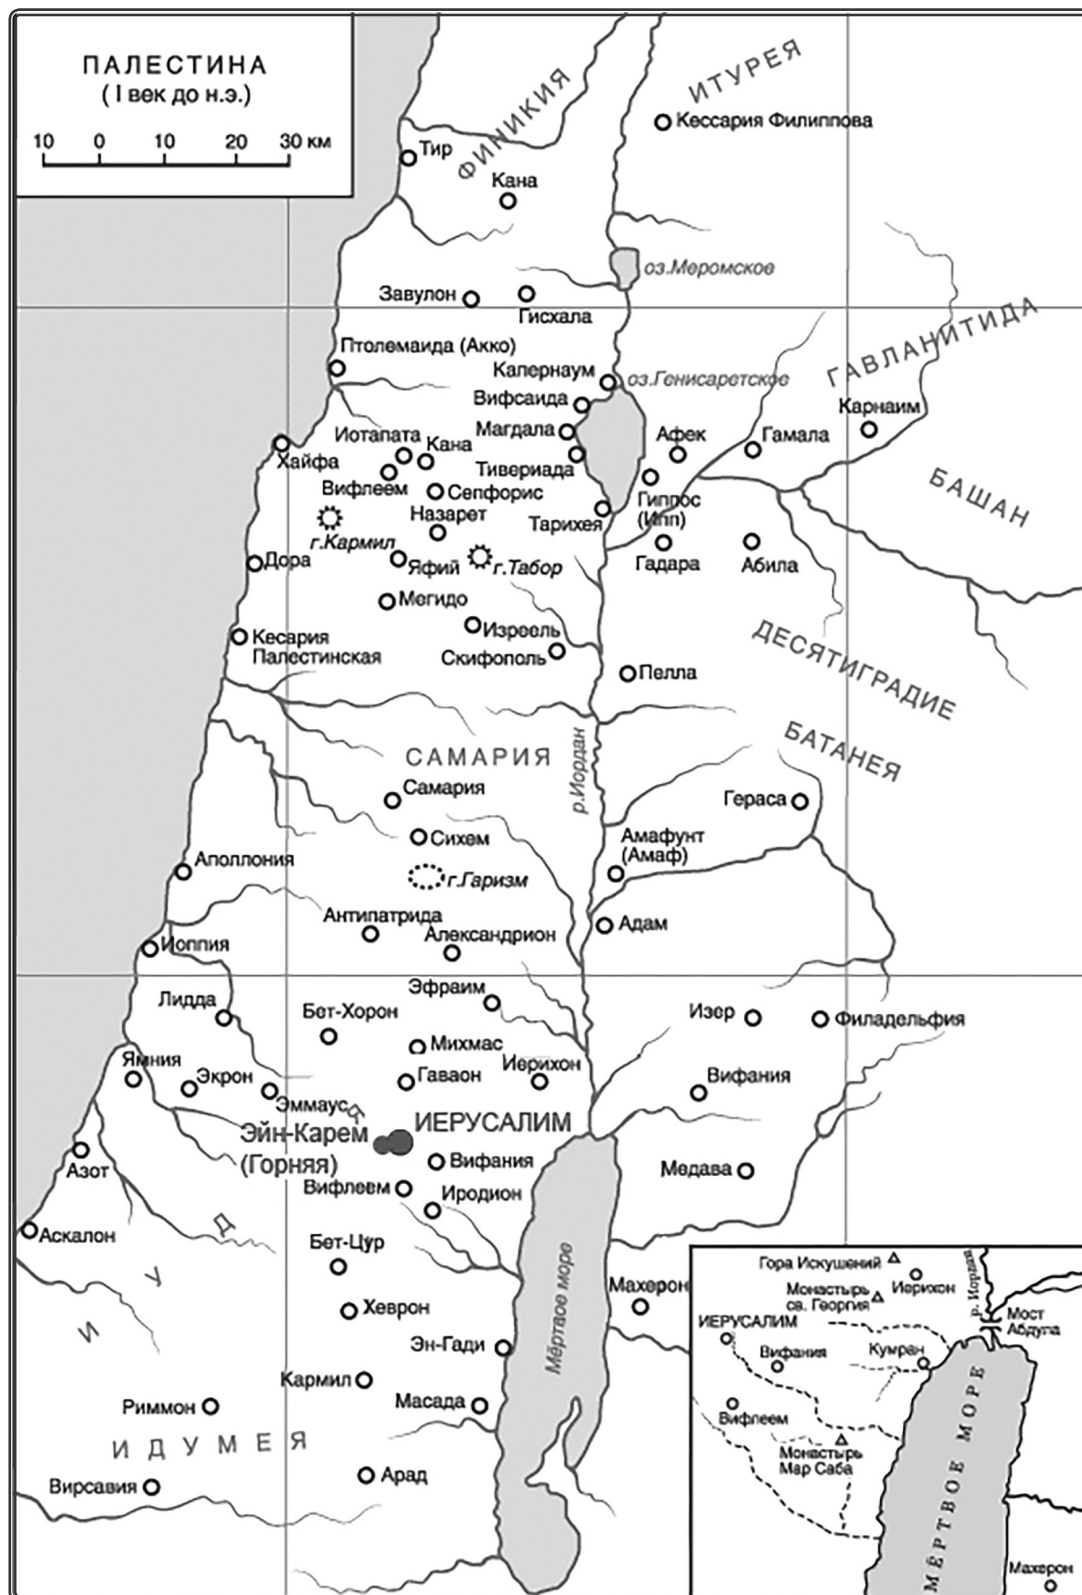 ПАЛЕСТИНА
(I век до н.э.)
10 0 10 20 30 км
ФИНИКИЯ
ИТУРЕЯ
Кессария Филиппова
Тир
Кана
оз.Меромское
Завулон
Гисхала
ГАВЛАНИТИДА
Птолемаида (Акко)
Капернаум
оз.Генисаретское
Вифсаида
Карнаим
Магдала
Афек
Гамала
Иотапата
Кана
Хайфа
Тивериада
Вифлеем
Сепфорис
БАШАН
Гиппос
(Ипп)
Назарет
Тарихея
г.Кармил
Дора
Яфий
г.Табор
Гадара
Абила
Мегидо
Изреель
Кесария
Палестинская
Скифополь
ДЕСЯТИГРАДИЕ
Пелла
БАТАНЕЯ
САМАРИЯ
р.Иордан
Самария
Гераса
Сихем
Амафунт
(Амаф)
Аполлония
г.Гаризм
Антипатрида
Адам
Александрион
Иоппия
Эфраим
Лидда
Бет-Хорон
Изер
Филадельфия
Михмас
Ямния
Иерихон
Экрон
Гаваон
Вифания
Эммаус
ИЕРУСАЛИМ
Эйн-Карем
(Горняя)
Вифания
Медава
Азот
Вифлеем
Иродион
Аскалон
ИУДЕЯ
Бет-Цур
Мёртвое море
Махерон
Хеврон
Эн-Гади
Кармил
Масада
Риммон
ИДУМЕЯ
Арад
Вирсавия
Гора Искушений
Иерихон
р. Иордан
Монастырь
св. Георгия
Мост
Абдула
ИЕРУСАЛИМ
Вифания
Кумран
Вифлеем
Монастырь
Мар Саба
МЁРТВОЕ МОРЕ
Махерон